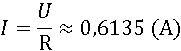 I = U/R ≈ 0,6135 (A)